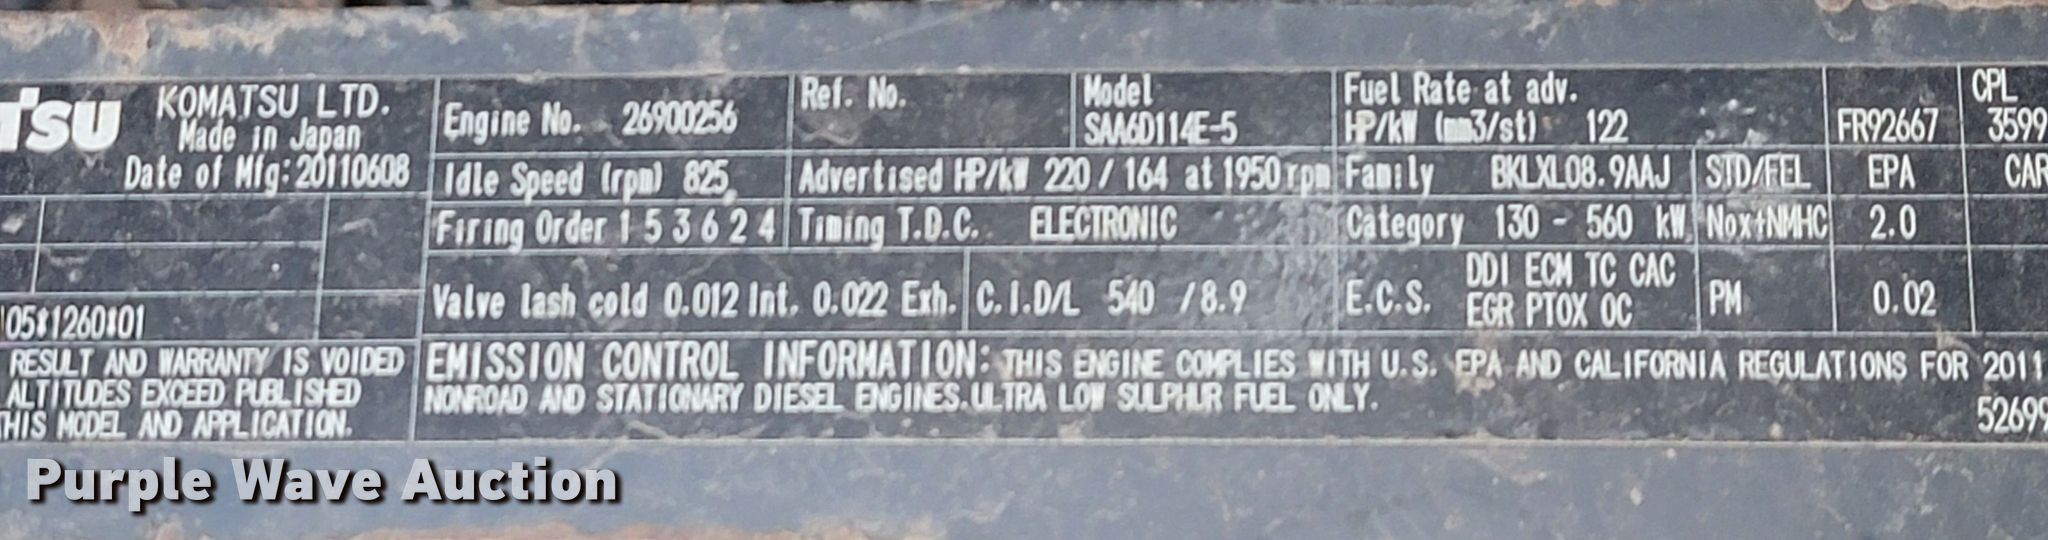 KOMATSU LTD.
Made in Japan
Date of Mfg:20110608
Engine No. 26900256
Ref. No.
Model
SAA6D114E-5
Fuel Rate at adv.
HP/kW (mm3/st) 122
FR92667
CPL
3599
Idle Speed (rpm) 825
Advertised HP/kW 220 / 164 at 1950 rpm
Family BKLXL08.9AAJ
STD/FEL
EPA
CAR
Firing Order 1 5 3 6 2 4
Timing T.D.C. ELECTRONIC
Category 130 - 560 kW
Nox+NMHC
2.0
Valve lash cold 0.012 Int. 0.022 Exh.
C.I.D/L 540 /8.9
E.C.S.
DDI ECM TC CAC
EGR PTOX OC
PM
0.02
RESULT AND WARRANTY IS VOIDED
ALTITUDES EXCEED PUBLISHED
THIS MODEL AND APPLICATION.
EMISSION CONTROL INFORMATION: THIS ENGINE COMPLIES WITH U.S. EPA AND CALIFORNIA REGULATIONS FOR 2011
NONROAD AND STATIONARY DIESEL ENGINES.ULTRA LOW SULPHUR FUEL ONLY.
52699
Purple Wave Auction